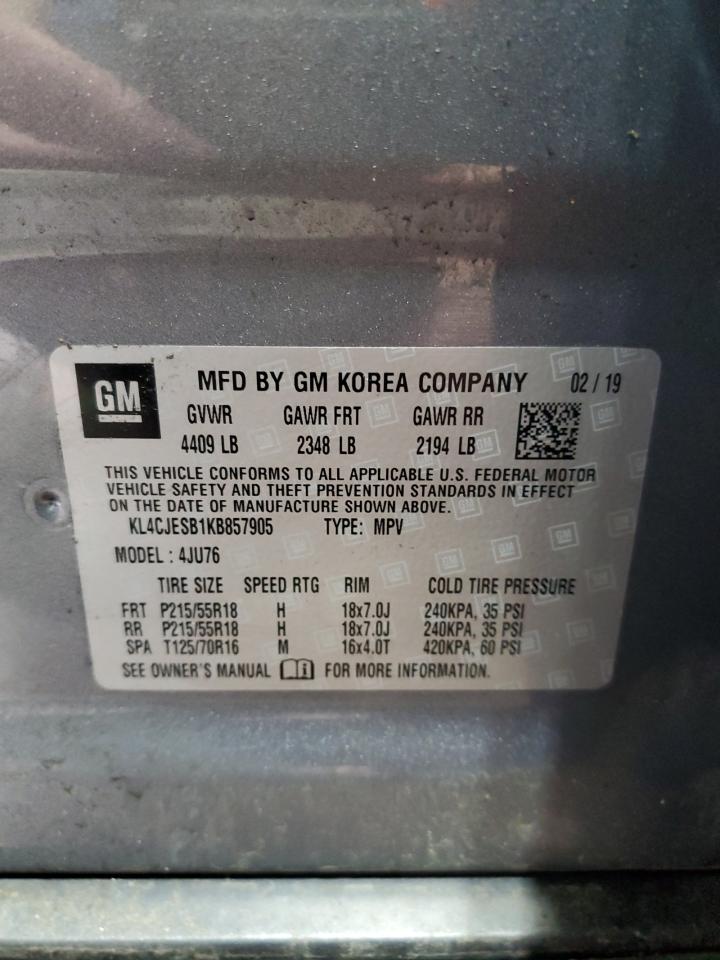 GM MFD BY GM KOREA COMPANY 02 / 19
GVWR GAWR FRT GAWR RR
4409 LB 2348 LB 2194 LB
THIS VEHICLE CONFORMS TO ALL APPLICABLE U.S. FEDERAL MOTOR
VEHICLE SAFETY AND THEFT PREVENTION STANDARDS IN EFFECT
ON THE DATE OF MANUFACTURE SHOWN ABOVE.
KL4CJESB1KB857905 TYPE: MPV
MODEL : 4JU76
TIRE SIZE SPEED RTG RIM COLD TIRE PRESSURE
FRT P215/55R18 H 18x7.0J 240KPA, 35 PSI
RR P215/55R18 H 18x7.0J 240KPA, 35 PSI
SPA T125/70R16 M 16x4.0T 420KPA, 60 PSI
SEE OWNER'S MANUAL FOR MORE INFORMATION.